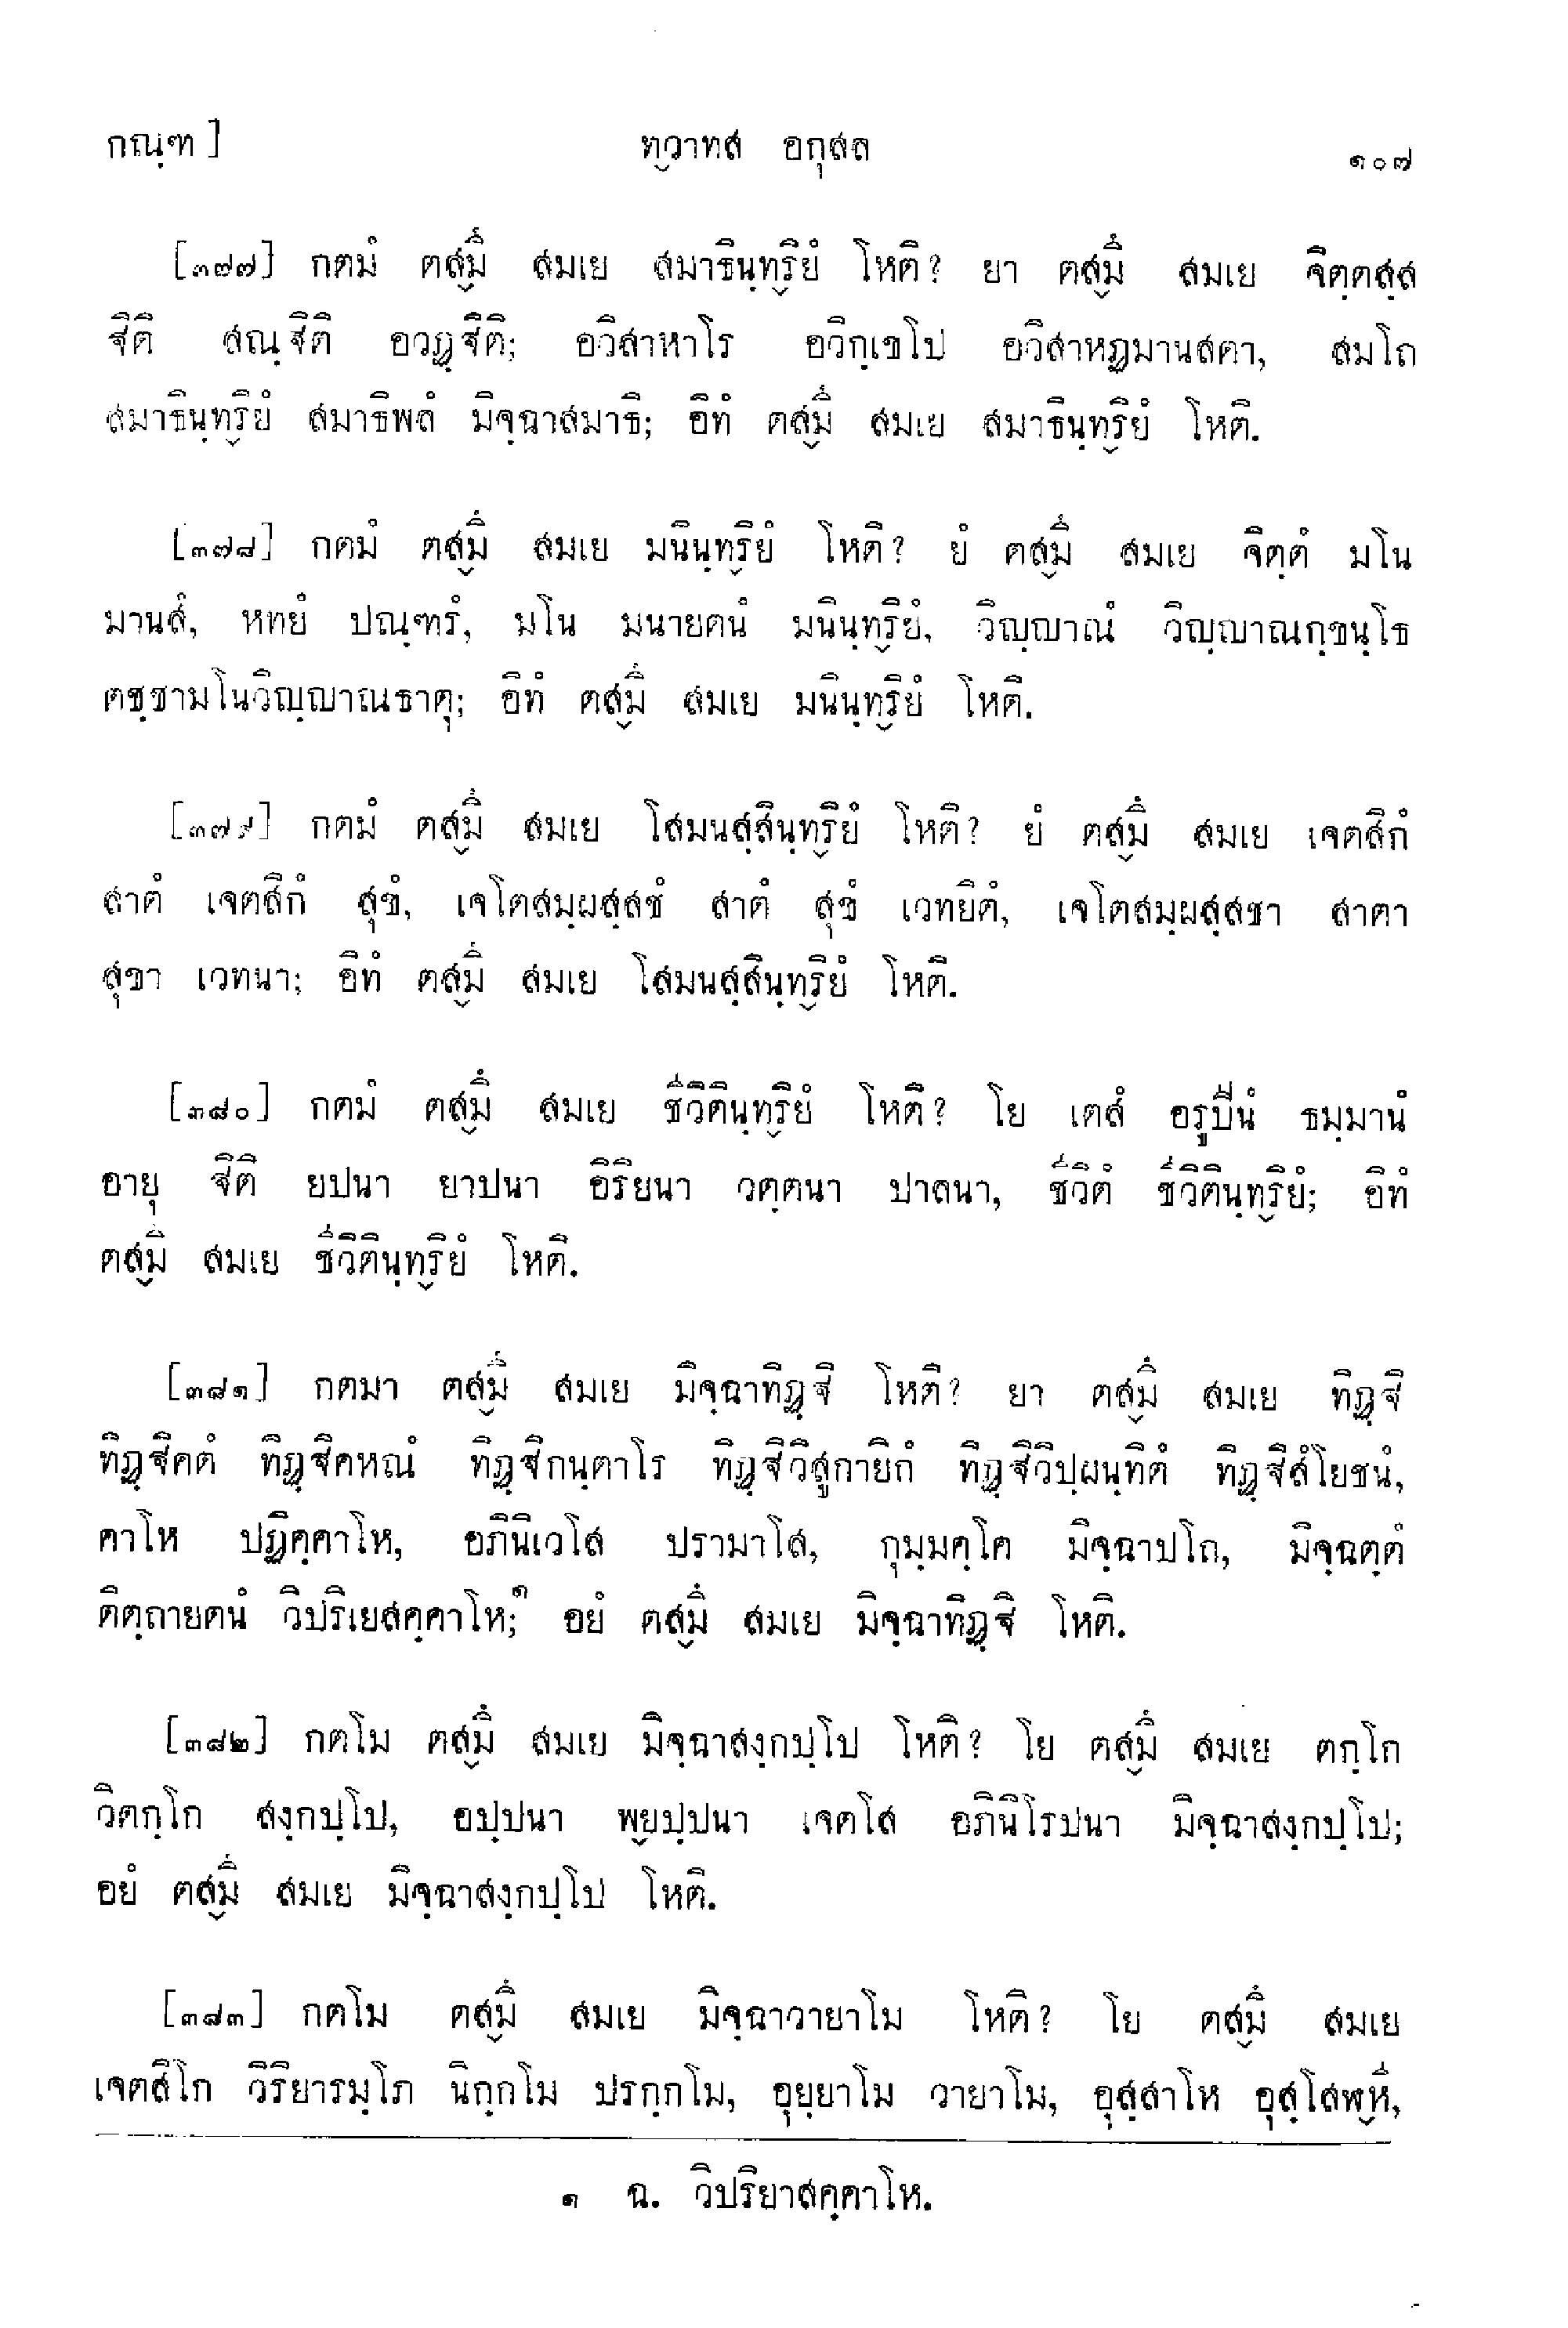 กณฺฑ ] ทฺวาทส อกุสล ๑๐๗
[๓๗๗] กตมํ ตสฺมึ สมเย สมาธินฺทฺริยํ โหติ? ยา ตสฺมึ สมเย จิตฺตสฺส
ฐิติ สณฺฐิติ อวฏฺฐิติ; อวิสาหาโร อวิกฺเขโป อวิสาหฏมานสตา, สมโถ
สมาธินฺทฺริยํ สมาธิพลํ มิจฺฉาสมาธิ; อิทํ ตสฺมึ สมเย สมาธินฺทฺริยํ โหติ.
[๓๗๘] กตมํ ตสฺมึ สมเย มนินฺทฺริยํ โหติ? ยํ ตสฺมึ สมเย จิตฺตํ มโน
มานสํ, หทยํ ปณฺฑรํ, มโน มนายตนํ มนินฺทฺริยํ, วิญฺญาณํ วิญฺญาณกฺขนฺโธ
ตชฺชามโนวิญฺญาณธาตุ; อิทํ ตสฺมึ สมเย มนินฺทฺริยํ โหติ.
[๓๗๙] กตมํ ตสฺมึ สมเย โสมนสฺสินฺทฺริยํ โหติ? ยํ ตสฺมึ สมเย เจตสิกํ
สาตํ เจตสิกํ สุขํ, เจโตสมฺผสฺสชํ สาตํ สุขํ เวทยิตํ, เจโตสมฺผสฺสชา สาตา
สุขา เวทนา; อิทํ ตสฺมึ สมเย โสมนสฺสินฺทฺริยํ โหติ.
[๓๘๐] กตมํ ตสฺมึ สมเย ชีวิตินฺทฺริยํ โหติ? โย เตสํ อรูปีนํ ธมฺมานํ
อายุ ฐิติ ยปนา ยาปนา อิริยนา วตฺตนา ปาลนา, ชีวิตํ ชีวิตินฺทฺริยํ; อิทํ
ตสฺมึ สมเย ชีวิตินฺทฺริยํ โหติ.
[๓๘๑] กตมา ตสฺมึ สมเย มิจฺฉาทิฏฺฐิ โหติ? ยา ตสฺมึ สมเย ทิฏฺฐิ
ทิฏฺฐิคตํ ทิฏฺฐิคหณํ ทิฏฺฐิกนฺตาโร ทิฏฺฐิวิสูกายิกํ ทิฏฺฐิวิปฺผนฺทิตํ ทิฏฺฐิสํโยชนํ,
คาโห ปฏิคฺคาโห, อภินิเวโส ปรามาโส, กุมฺมคฺโค มิจฺฉาปโถ, มิจฺฉตฺตํ
ติตฺถายตนํ วิปริเยสคฺคาโห;๑ อยํ ตสฺมึ สมเย มิจฺฉาทิฏฺฐิ โหติ.
[๓๘๒] กตโม ตสฺมึ สมเย มิจฺฉาสงฺกปฺโป โหติ? โย ตสฺมึ สมเย ตกฺโก
วิตกฺโก สงฺกปฺโป, อปฺปนา พฺยปฺปนา เจตโส อภินิโรปนา มิจฺฉาสงฺกปฺโป;
อยํ ตสฺมึ สมเย มิจฺฉาสงฺกปฺโป โหติ.
[๓๘๓] กตโม ตสฺมึ สมเย มิจฺฉาวายาโม โหติ? โย ตสฺมึ สมเย
เจตสิโก วิริยารมฺโภ นิกฺกโม ปรกฺกโม, อุยฺยาโม วายาโม, อุสฺสาโห อุสฺโสฬฺหี,
๑ ฉ. วิปริยาสคฺคาโห.